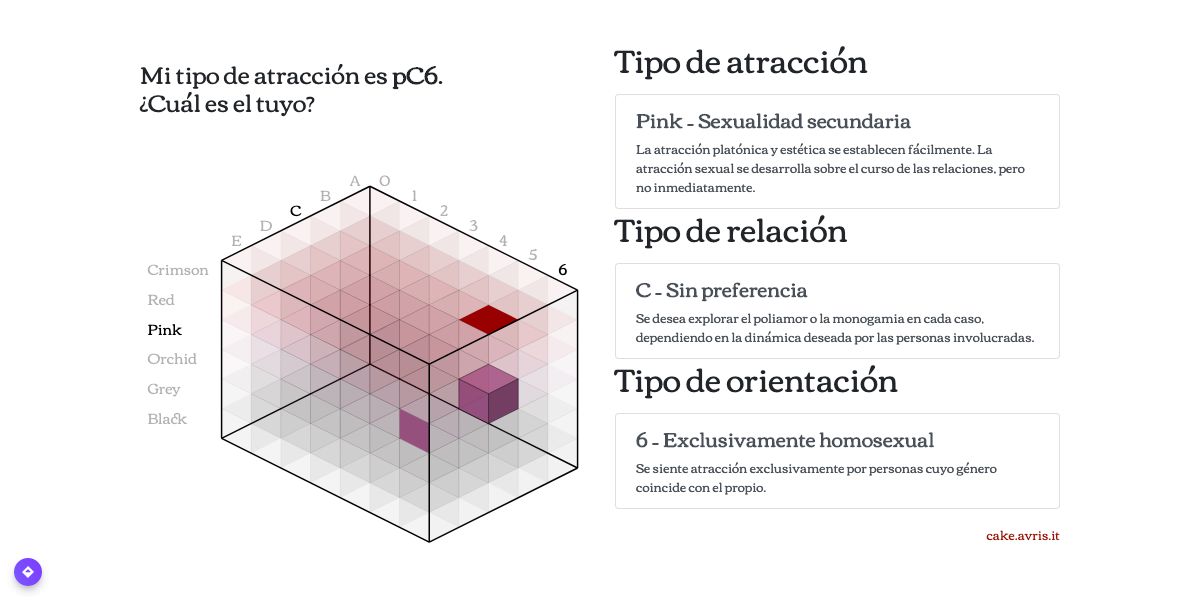 Mi tipo de atracción es pC6.
¿Cuál es el tuyo?
A
B
C
D
E
0
1
2
3
4
5
6
Crimson
Red
Pink
Orchid
Grey
Black
Tipo de atracción
Pink - Sexualidad secundaria
La atracción platónica y estética se establecen fácilmente. La
atracción sexual se desarrolla sobre el curso de las relaciones, pero
no inmediatamente.
Tipo de relación
C - Sin preferencia
Se desea explorar el poliamor o la monogamia en cada caso,
dependiendo en la dinámica deseada por las personas involucradas.
Tipo de orientación
6 - Exclusivamente homosexual
Se siente atracción exclusivamente por personas cuyo género
coincide con el propio.
cake.avris.it